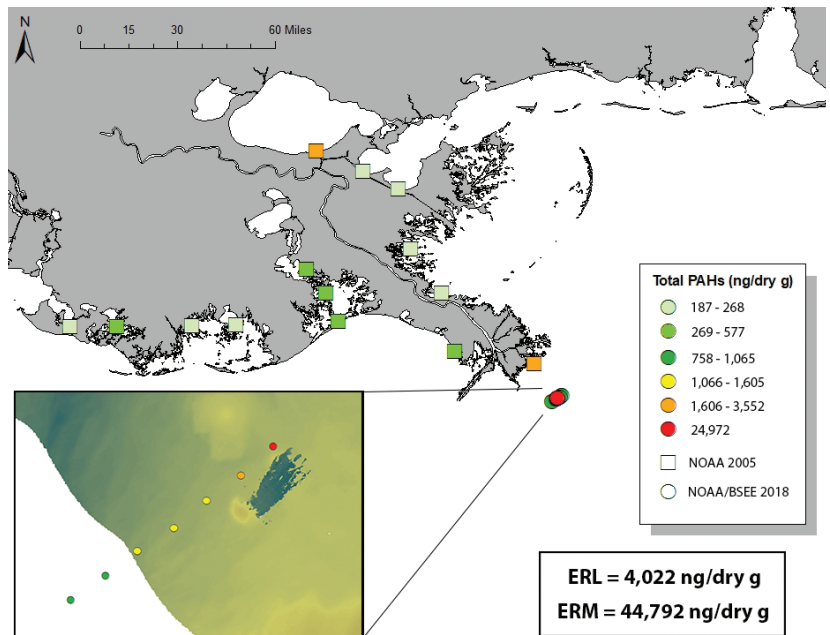 N
0 15 30 60 Miles
Total PAHs (ng/dry g)
187 - 268
269 - 577
758 - 1,065
1,066 - 1,605
1,606 - 3,552
24,972
NOAA 2005
NOAA/BSEE 2018
ERL = 4,022 ng/dry g
ERM = 44,792 ng/dry g